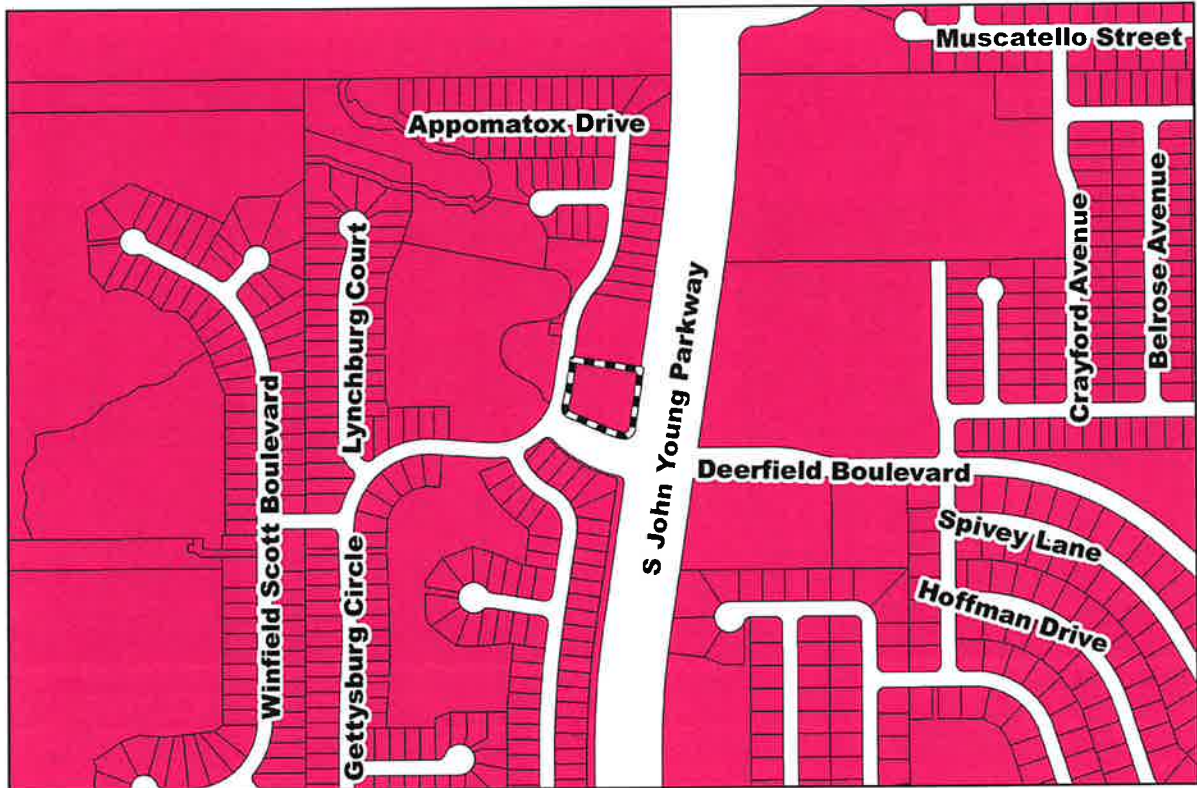 Muscatello Street
Appomatox Drive
Belrose Avenue
Crayford Avenue
Lynchburg Court
S John Young Parkway
Winfield Scott Boulevard
Deerfield Boulevard
Spivey Lane
Gettysburg Circle
Hoffman Drive